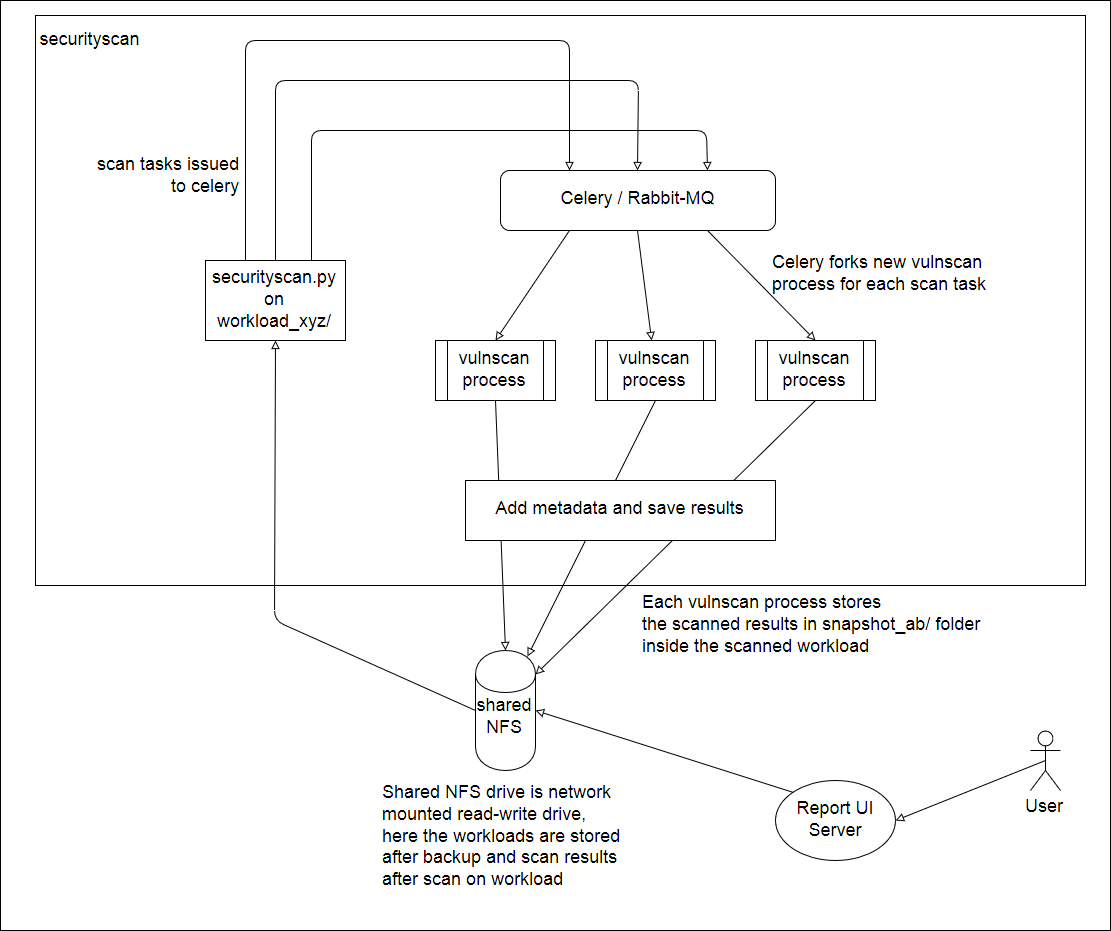 securityscan
scan tasks issued
to celery
Celery / Rabbit-MQ
securityscan.py
on
workload_xyz/
Celery forks new vulnscan
process for each scan task
vulnscan
process
vulnscan
process
vulnscan
process
Add metadata and save results
Each vulnscan process stores
the scanned results in snapshot_ab/ folder
inside the scanned workload
shared
NFS
Shared NFS drive is network
mounted read-write drive,
here the workloads are stored
after backup and scan results
after scan on workload
Report UI
Server
User